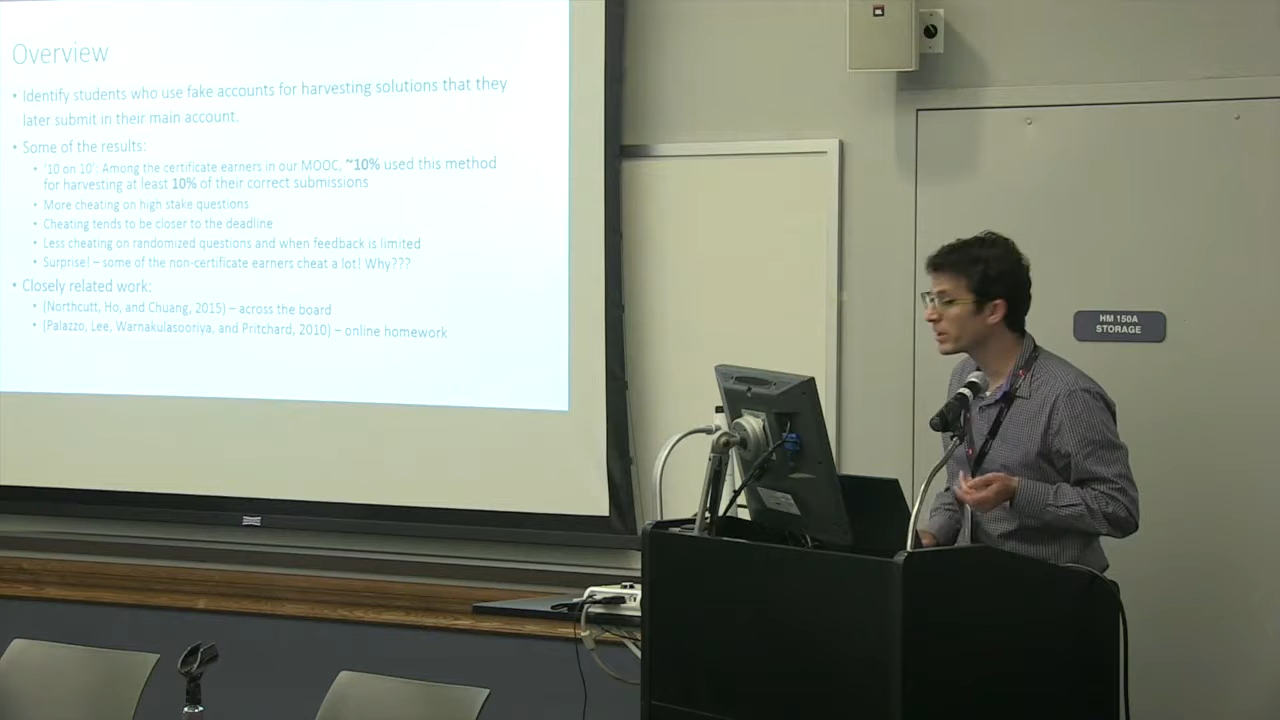 Overview
• Identify students who use fake accounts for harvesting solutions that they
later submit in their main account.
• Some of the results:
• '10 on 10': Among the certificate earners in our MOOC, ~10% used this method
for harvesting at least 10% of their correct submissions
• More cheating on high stake questions
• Cheating tends to be closer to the deadline
• Less cheating on randomized questions and when feedback is limited
• Surprise! – some of the non-certificate earners cheat a lot! Why???
• Closely related work:
• (Northcutt, Ho, and Chuang, 2015) – across the board
• (Palazzo, Lee, Warnakulasooriya, and Pritchard, 2010) – online homework
HM 150A
STORAGE